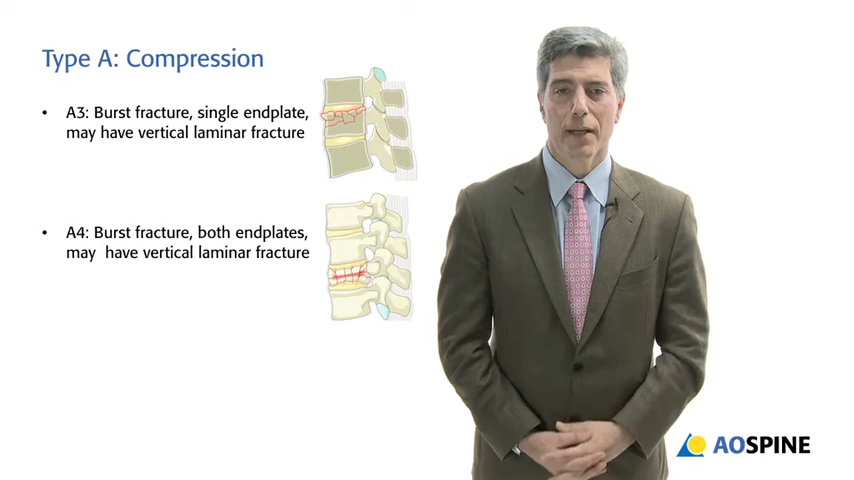 Type A: Compression
• A3: Burst fracture, single endplate,
may have vertical laminar fracture
• A4: Burst fracture, both endplates,
may  have vertical laminar fracture
AOSPINE